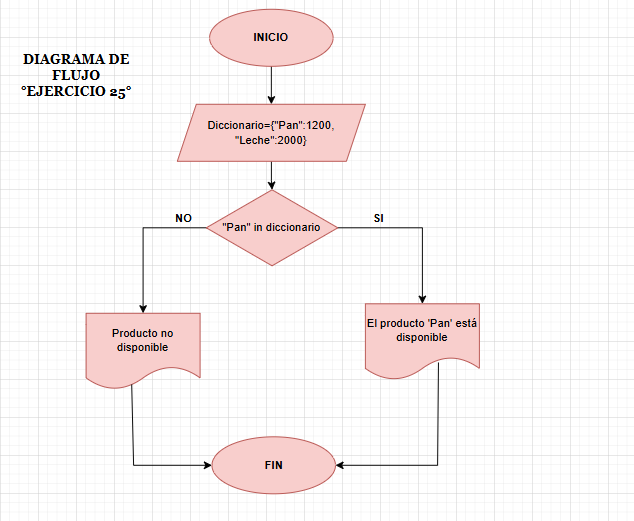 INICIO
DIAGRAMA DE
FLUJO
°EJERCICIO 25°
Diccionario={"Pan":1200,
"Leche":2000}
NO
"Pan" in diccionario
SI
Producto no
disponible
El producto 'Pan' está
disponible
FIN